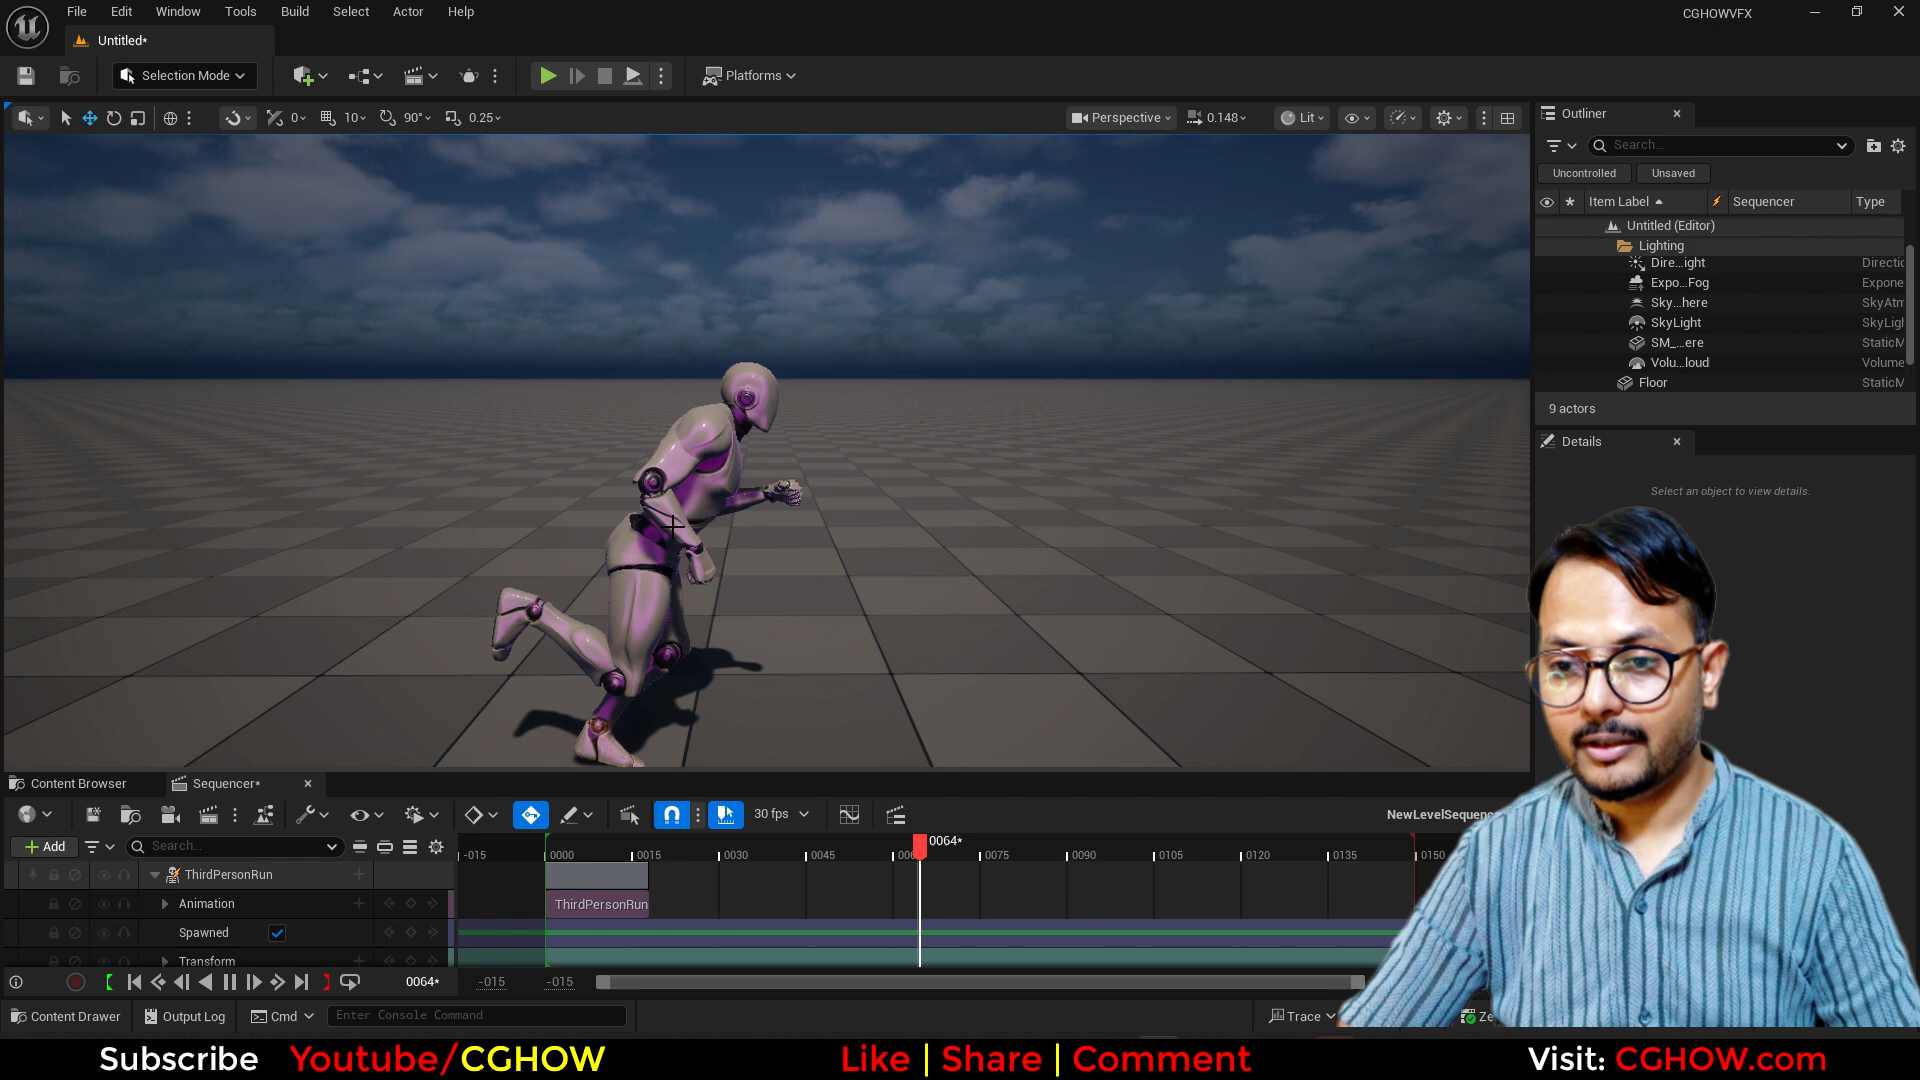 File Edit Window Tools Build Select Actor Help
CGHOWVFX
Untitled*
Selection Mode
Platforms
0 10 90° 0.25
Perspective 0.148 Lit
Outliner
Search...
Uncontrolled Unsaved
Item Label Sequencer Type
Untitled (Editor)
Lighting
Dire...ight Directic
Expo...Fog Expone
Sky...here SkyAtm
SkyLight SkyLigl
SM_...ere StaticM
Volu...loud Volume
Floor StaticM
9 actors
Details
Select an object to view details.
Content Browser Sequencer*
30 fps
NewLevelSequenc
Add Search...
0064*
-015 0000 0015 0030 0045 006 0075 0090 0105 0120 0135 0150
ThirdPersonRun
Animation ThirdPersonRun
Spawned
Transform
0064* -015 -015
Content Drawer Output Log Cmd Enter Console Command Trace
Subscribe Youtube/CGHOW Like | Share | Comment Visit: CGHOW.com